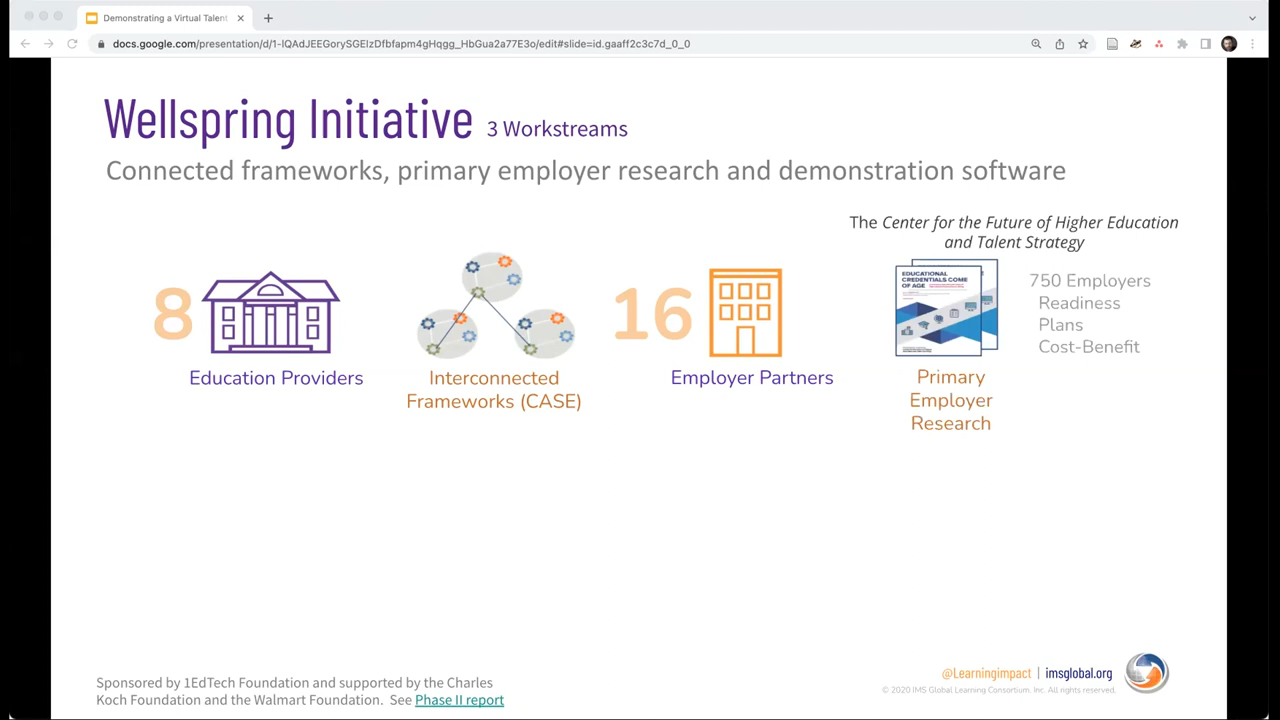 Demonstrating a Virtual Talent
docs.google.com/presentation/d/1-IQAdJEEGorySGEIzDfbfapm4gHqgg_HbGua2a77E3o/edit#slide=id.gaaff2c3c7d_0_0
Wellspring Initiative 3 Workstreams
Connected frameworks, primary employer research and demonstration software
The Center for the Future of Higher Education
and Talent Strategy
8
Education Providers
Interconnected
Frameworks (CASE)
16
Employer Partners
EDUCATIONAL
CREDENTIALS COME
OF AGE
Primary
Employer
Research
750 Employers
Readiness
Plans
Cost-Benefit
Sponsored by 1EdTech Foundation and supported by the Charles
Koch Foundation and the Walmart Foundation. See Phase II report
@Learningimpact | imsglobal.org
© 2020 IMS Global Learning Consortium. Inc. All rights reserved.